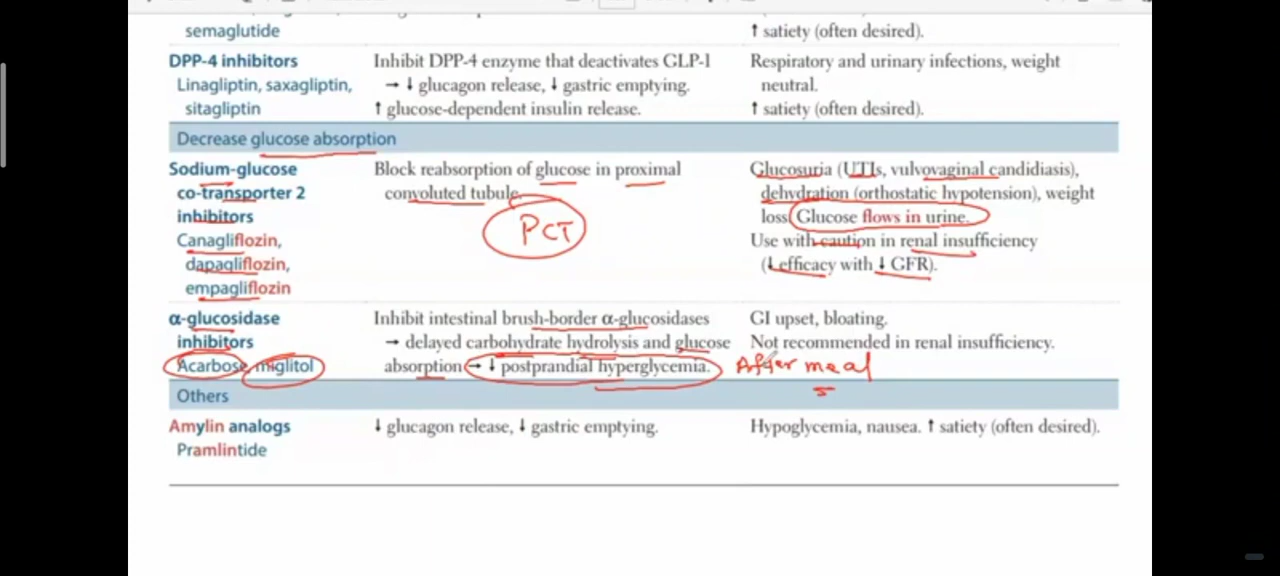 semaglutide
↑ satiety (often desired).
DPP-4 inhibitors
Linagliptin, saxagliptin,
sitagliptin
Inhibit DPP-4 enzyme that deactivates GLP-1
→ ↓ glucagon release, ↓ gastric emptying.
↑ glucose-dependent insulin release.
Respiratory and urinary infections, weight
neutral.
↑ satiety (often desired).
Decrease glucose absorption
Sodium-glucose
co-transporter 2
inhibitors
Canagliflozin,
dapagliflozin,
empagliflozin
Block reabsorption of glucose in proximal
convoluted tubule.
PCT
Glucosuria (UTIs, vulvovaginal candidiasis),
dehydration (orthostatic hypotension), weight
loss. Glucose flows in urine.
Use with caution in renal insufficiency
(↓ efficacy with ↓ GFR).
α-glucosidase
inhibitors
Acarbose, miglitol
Inhibit intestinal brush-border α-glucosidases
→ delayed carbohydrate hydrolysis and glucose
absorption → ↓ postprandial hyperglycemia.
GI upset, bloating.
Not recommended in renal insufficiency.
After meal
Others
Amylin analogs
Pramlintide
↓ glucagon release, ↓ gastric emptying.
Hypoglycemia, nausea. ↑ satiety (often desired).